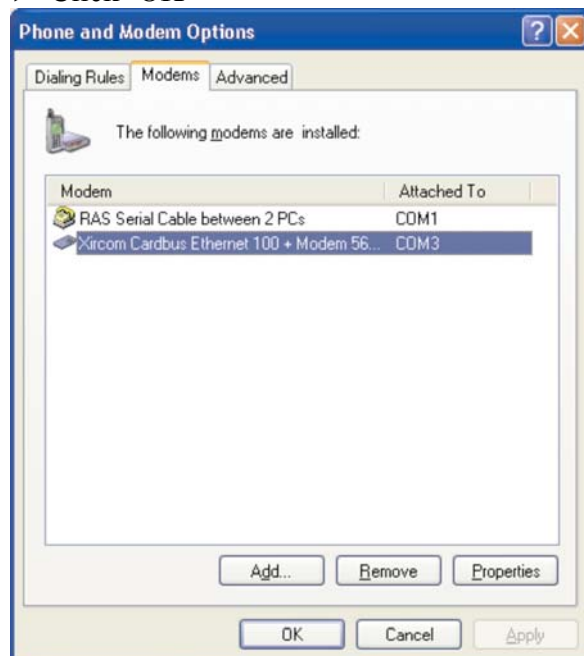 Phone and Modem Options
Dialing Rules Modems Advanced
The following modems are installed:
Modem Attached To
RAS Serial Cable between 2 PCs COM1
Xircom Cardbus Ethernet 100 + Modem 56... COM3
Add... Remove Properties
OK Cancel Apply